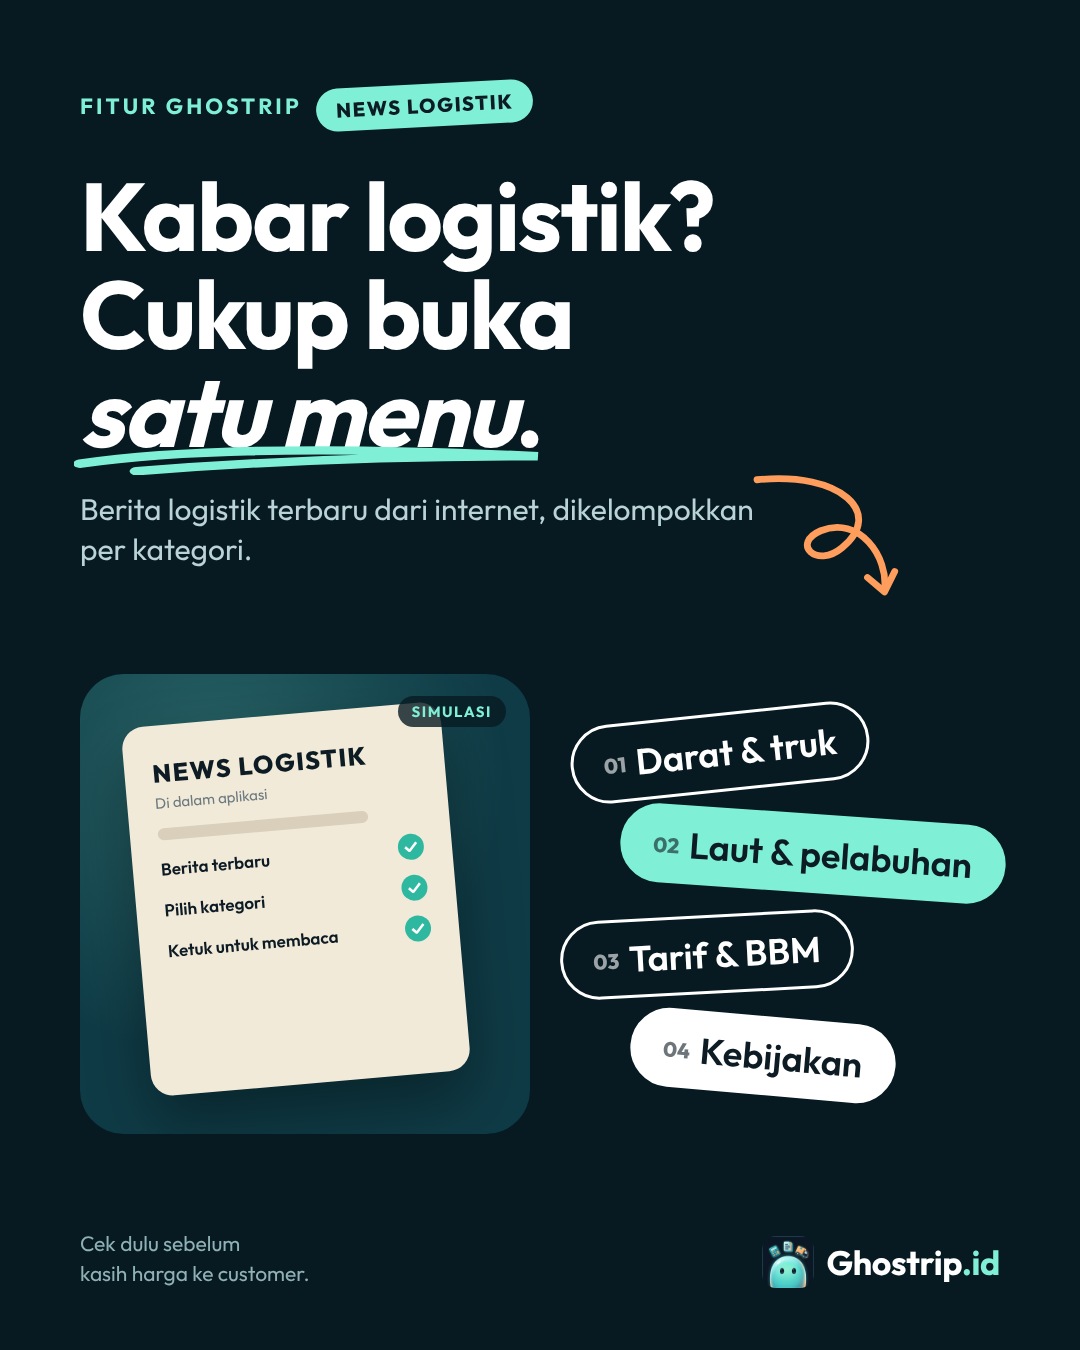 FITUR GHOSTRIP
NEWS LOGISTIK
Kabar logistik?
Cukup buka
satu menu.
Berita logistik terbaru dari internet, dikelompokkan
per kategori.
SIMULASI
NEWS LOGISTIK
Di dalam aplikasi
Berita terbaru
Pilih kategori
Ketuk untuk membaca
01 Darat & truk
02 Laut & pelabuhan
03 Tarif & BBM
04 Kebijakan
Cek dulu sebelum
kasih harga ke customer.
Ghostrip.id